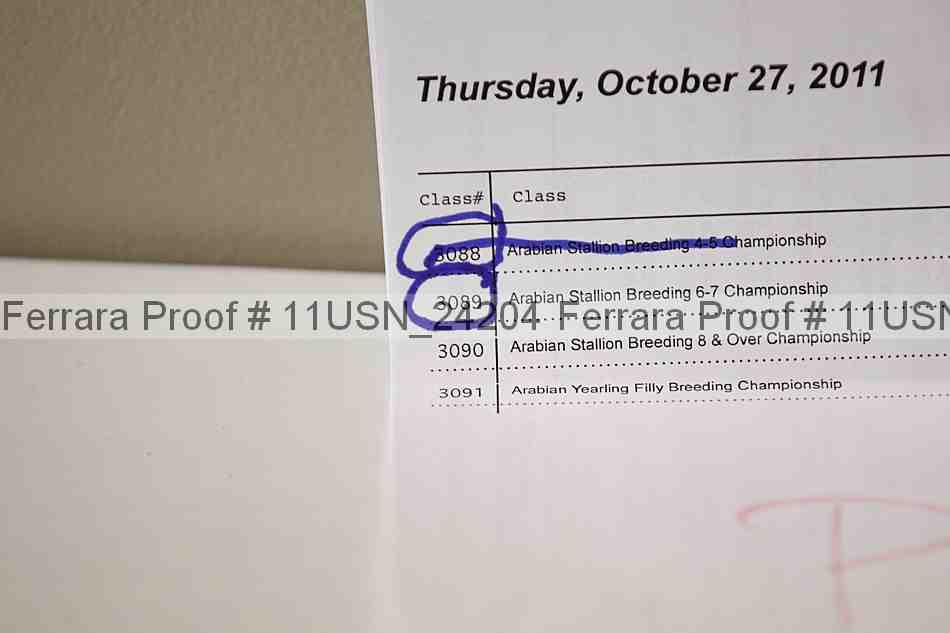 Thursday, October 27, 2011
Class# Class
3088 Arabian Stallion Breeding 4-5 Championship
3089 Arabian Stallion Breeding 6-7 Championship
Ferrara Proof # 11USN_24204 Ferrara Proof # 11USN
3090 Arabian Stallion Breeding 8 & Over Championship
3091 Arabian Yearling Filly Breeding Championship
P